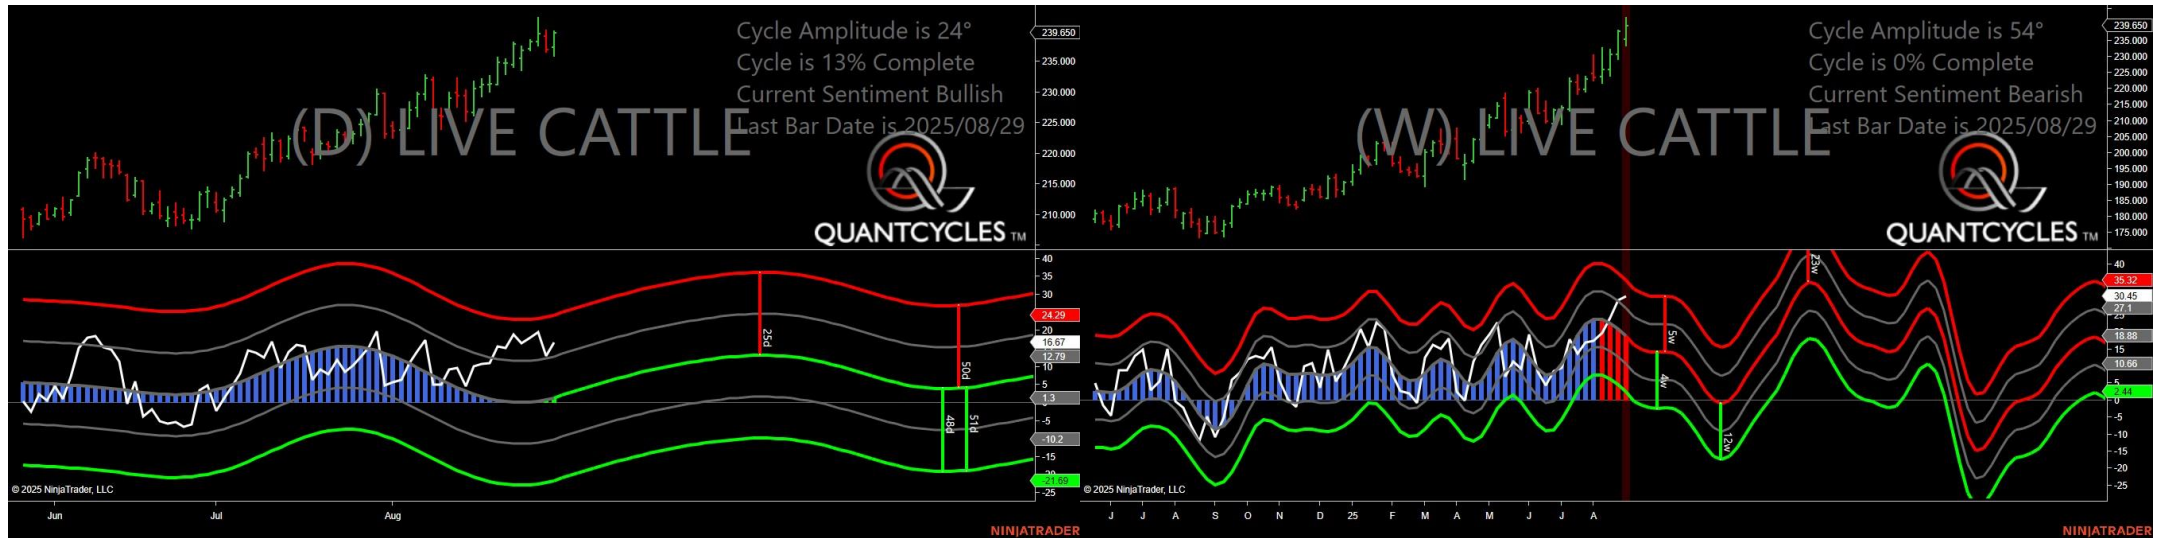 Cycle Amplitude is 24°
Cycle is 13% Complete
Current Sentiment Bullish
Last Bar Date is 2025/08/29
(D) LIVE CATTLE
QUANTCYCLES TM
239.650
235.000
230.000
225.000
220.000
215.000
210.000
40
35
30
24.29
20
16.67
12.79
10
5
1.3
-5
-10.2
-15
-21.69
-25
25d
50d
48d
51d
© 2025 NinjaTrader, LLC
Jun Jul Aug
NINJATRADER
Cycle Amplitude is 54°
Cycle is 0% Complete
Current Sentiment Bearish
Last Bar Date is 2025/08/29
(W) LIVE CATTLE
QUANTCYCLES TM
239.650
235.000
230.000
225.000
220.000
215.000
210.000
205.000
200.000
195.000
190.000
185.000
180.000
175.000
40
35.32
30.45
27.1
25
18.88
15
10.66
5
2.44
0
-5
-10
-15
-20
-25
23w
5w
4w
12w
© 2025 NinjaTrader, LLC
J J A S O N D 25 F M A M J J A
NINJATRADER